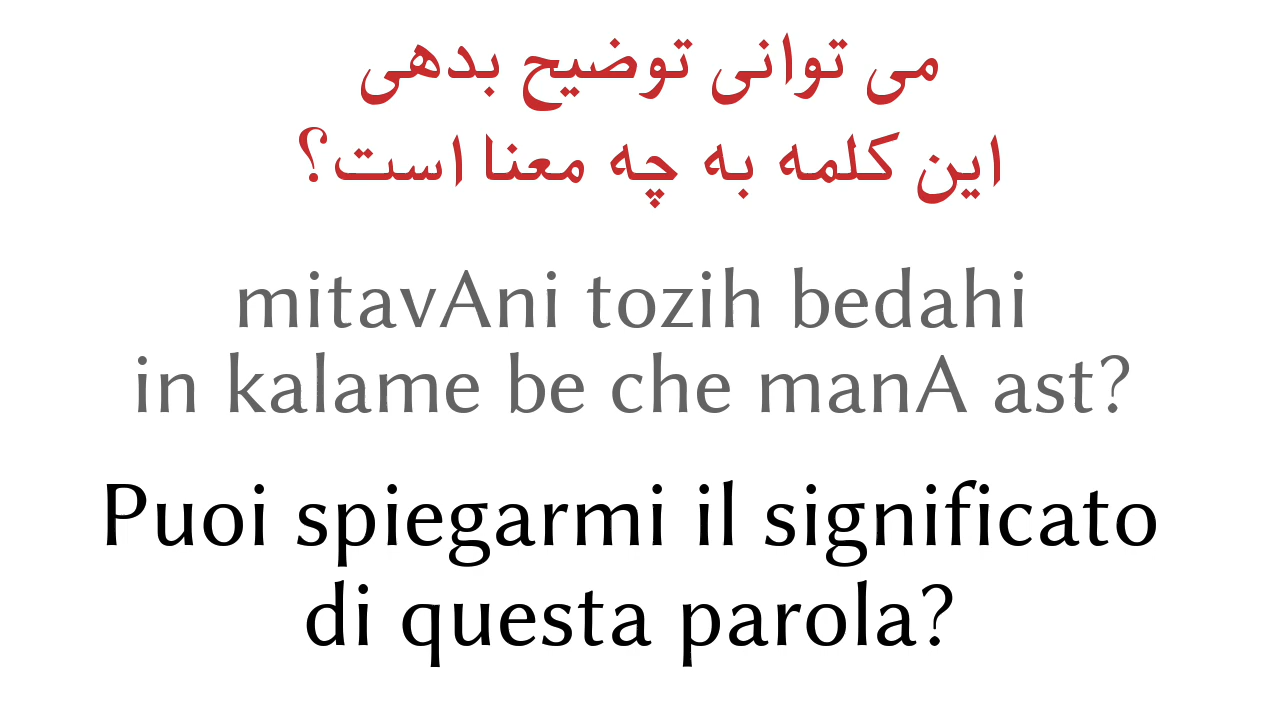 می توانی توضیح بدهی
این کلمه به چه معنا است؟
mitavAni tozih bedahi
in kalame be che manA ast?
Puoi spiegarmi il significato
di questa parola?